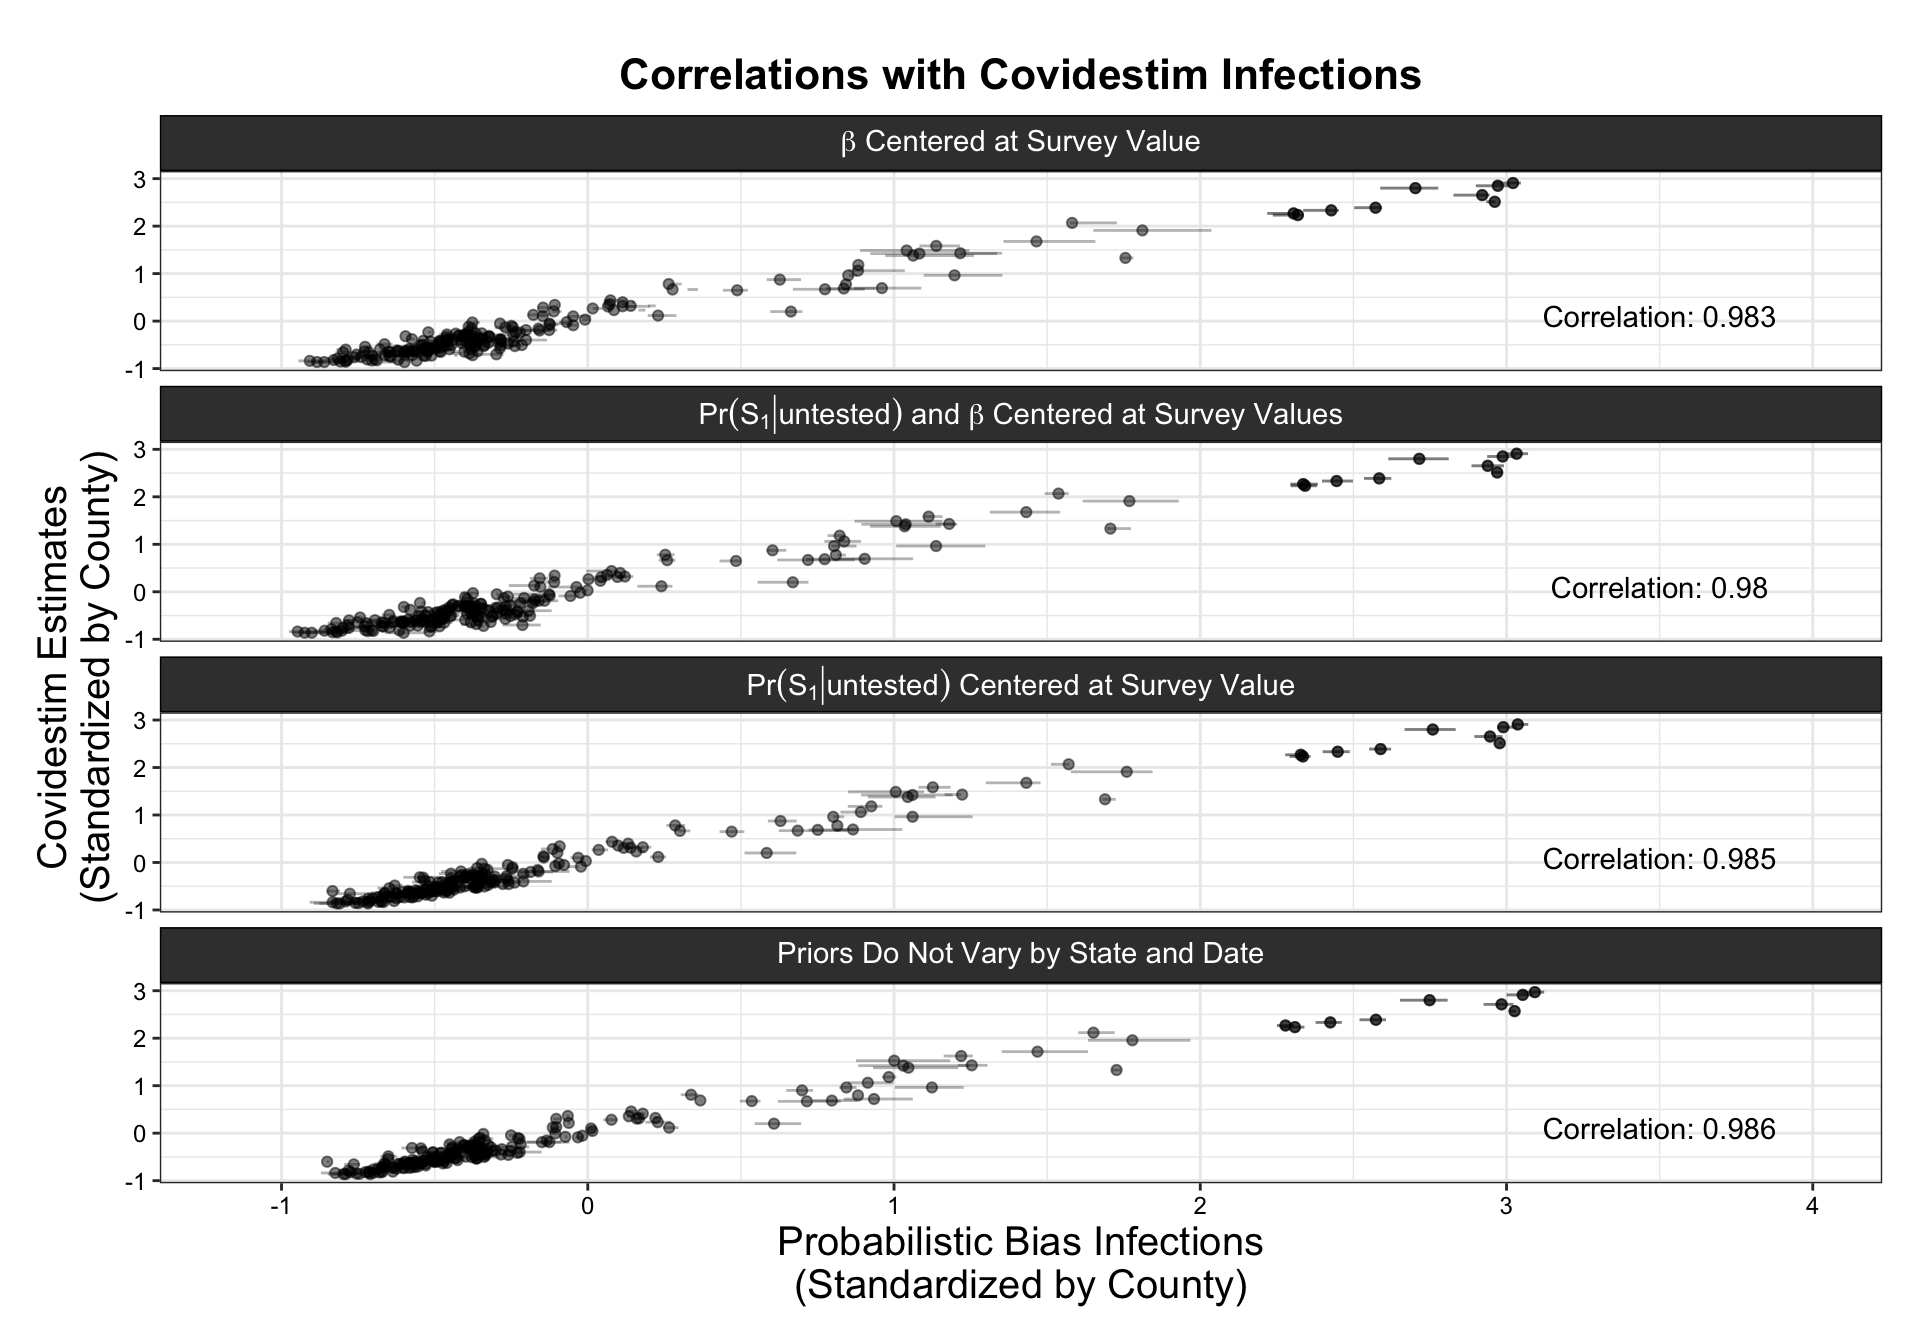 Correlations with Covidestim Infections
β Centered at Survey Value
3
2
1
0
-1
Correlation: 0.983
Pr(S₁|untested) and β Centered at Survey Values
3
2
1
0
-1
Correlation: 0.98
Pr(S₁|untested) Centered at Survey Value
3
2
1
0
-1
Correlation: 0.985
Priors Do Not Vary by State and Date
3
2
1
0
-1
Correlation: 0.986
-1 0 1 2 3 4
Covidestim Estimates
(Standardized by County)
Probabilistic Bias Infections
(Standardized by County)